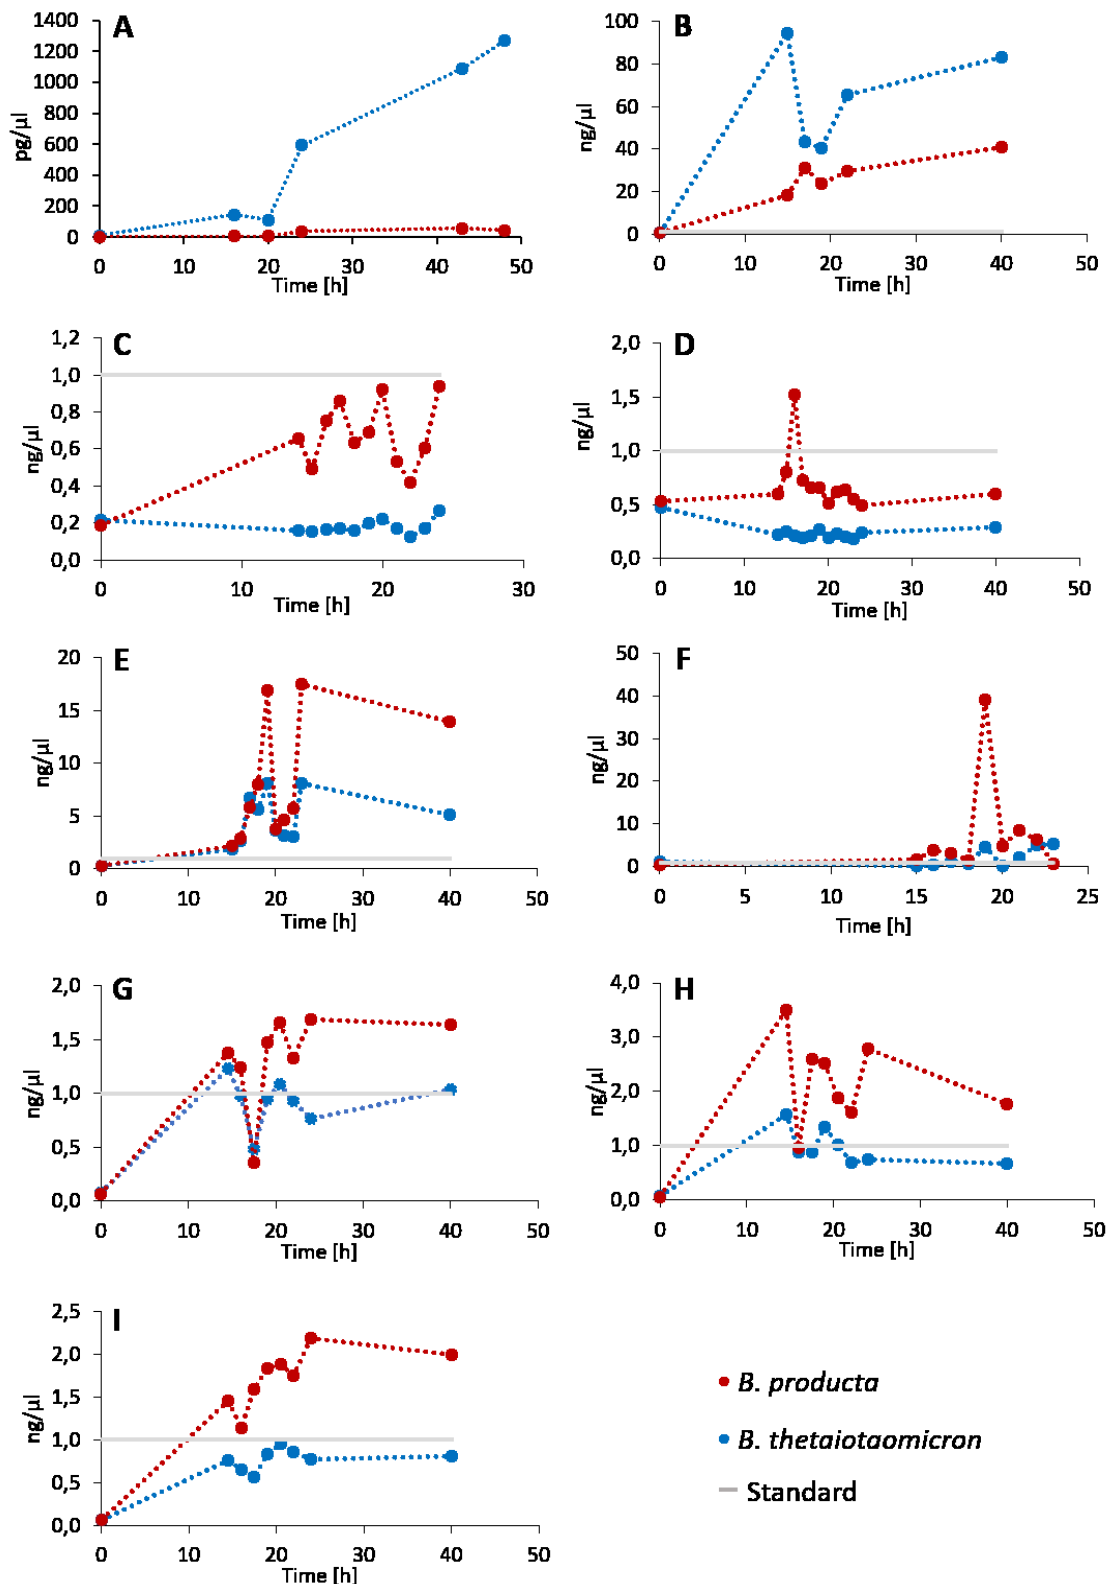 A
1400
1200
1000
800
600
400
200
0
pg/µl
0 10 20 30 40 50
Time [h]
B
100
80
60
40
20
0
ng/µl
0 10 20 30 40 50
Time [h]
C
1,2
1,0
0,8
0,6
0,4
0,2
0,0
ng/µl
0 10 20 30
Time [h]
D
2,0
1,5
1,0
0,5
0,0
ng/µl
0 10 20 30 40 50
Time [h]
E
20
15
10
5
0
ng/µl
0 10 20 30 40 50
Time [h]
F
50
40
30
20
10
0
ng/µl
0 5 10 15 20 25
Time [h]
G
2,0
1,5
1,0
0,5
0,0
ng/µl
0 10 20 30 40 50
Time [h]
H
4,0
3,0
2,0
1,0
0,0
ng/µl
0 10 20 30 40 50
Time [h]
I
2,5
2,0
1,5
1,0
0,5
0,0
ng/µl
0 10 20 30 40 50
Time [h]
B. producta
B. thetaiotaomicron
Standard